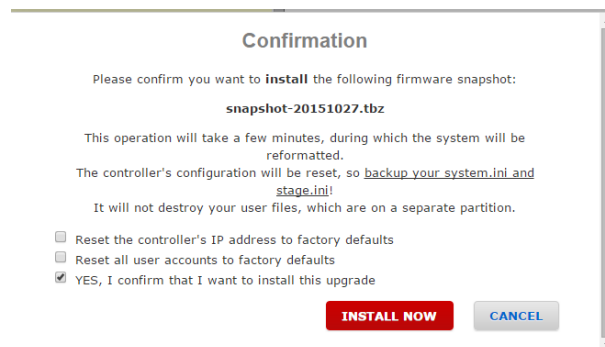 Confirmation
Please confirm you want to install the following firmware snapshot:
snapshot-20151027.tbz
This operation will take a few minutes, during which the system will be
reformatted.
The controller's configuration will be reset, so backup your system.ini and
stage.ini!
It will not destroy your user files, which are on a separate partition.
Reset the controller's IP address to factory defaults
Reset all user accounts to factory defaults
YES, I confirm that I want to install this upgrade
INSTALL NOW CANCEL